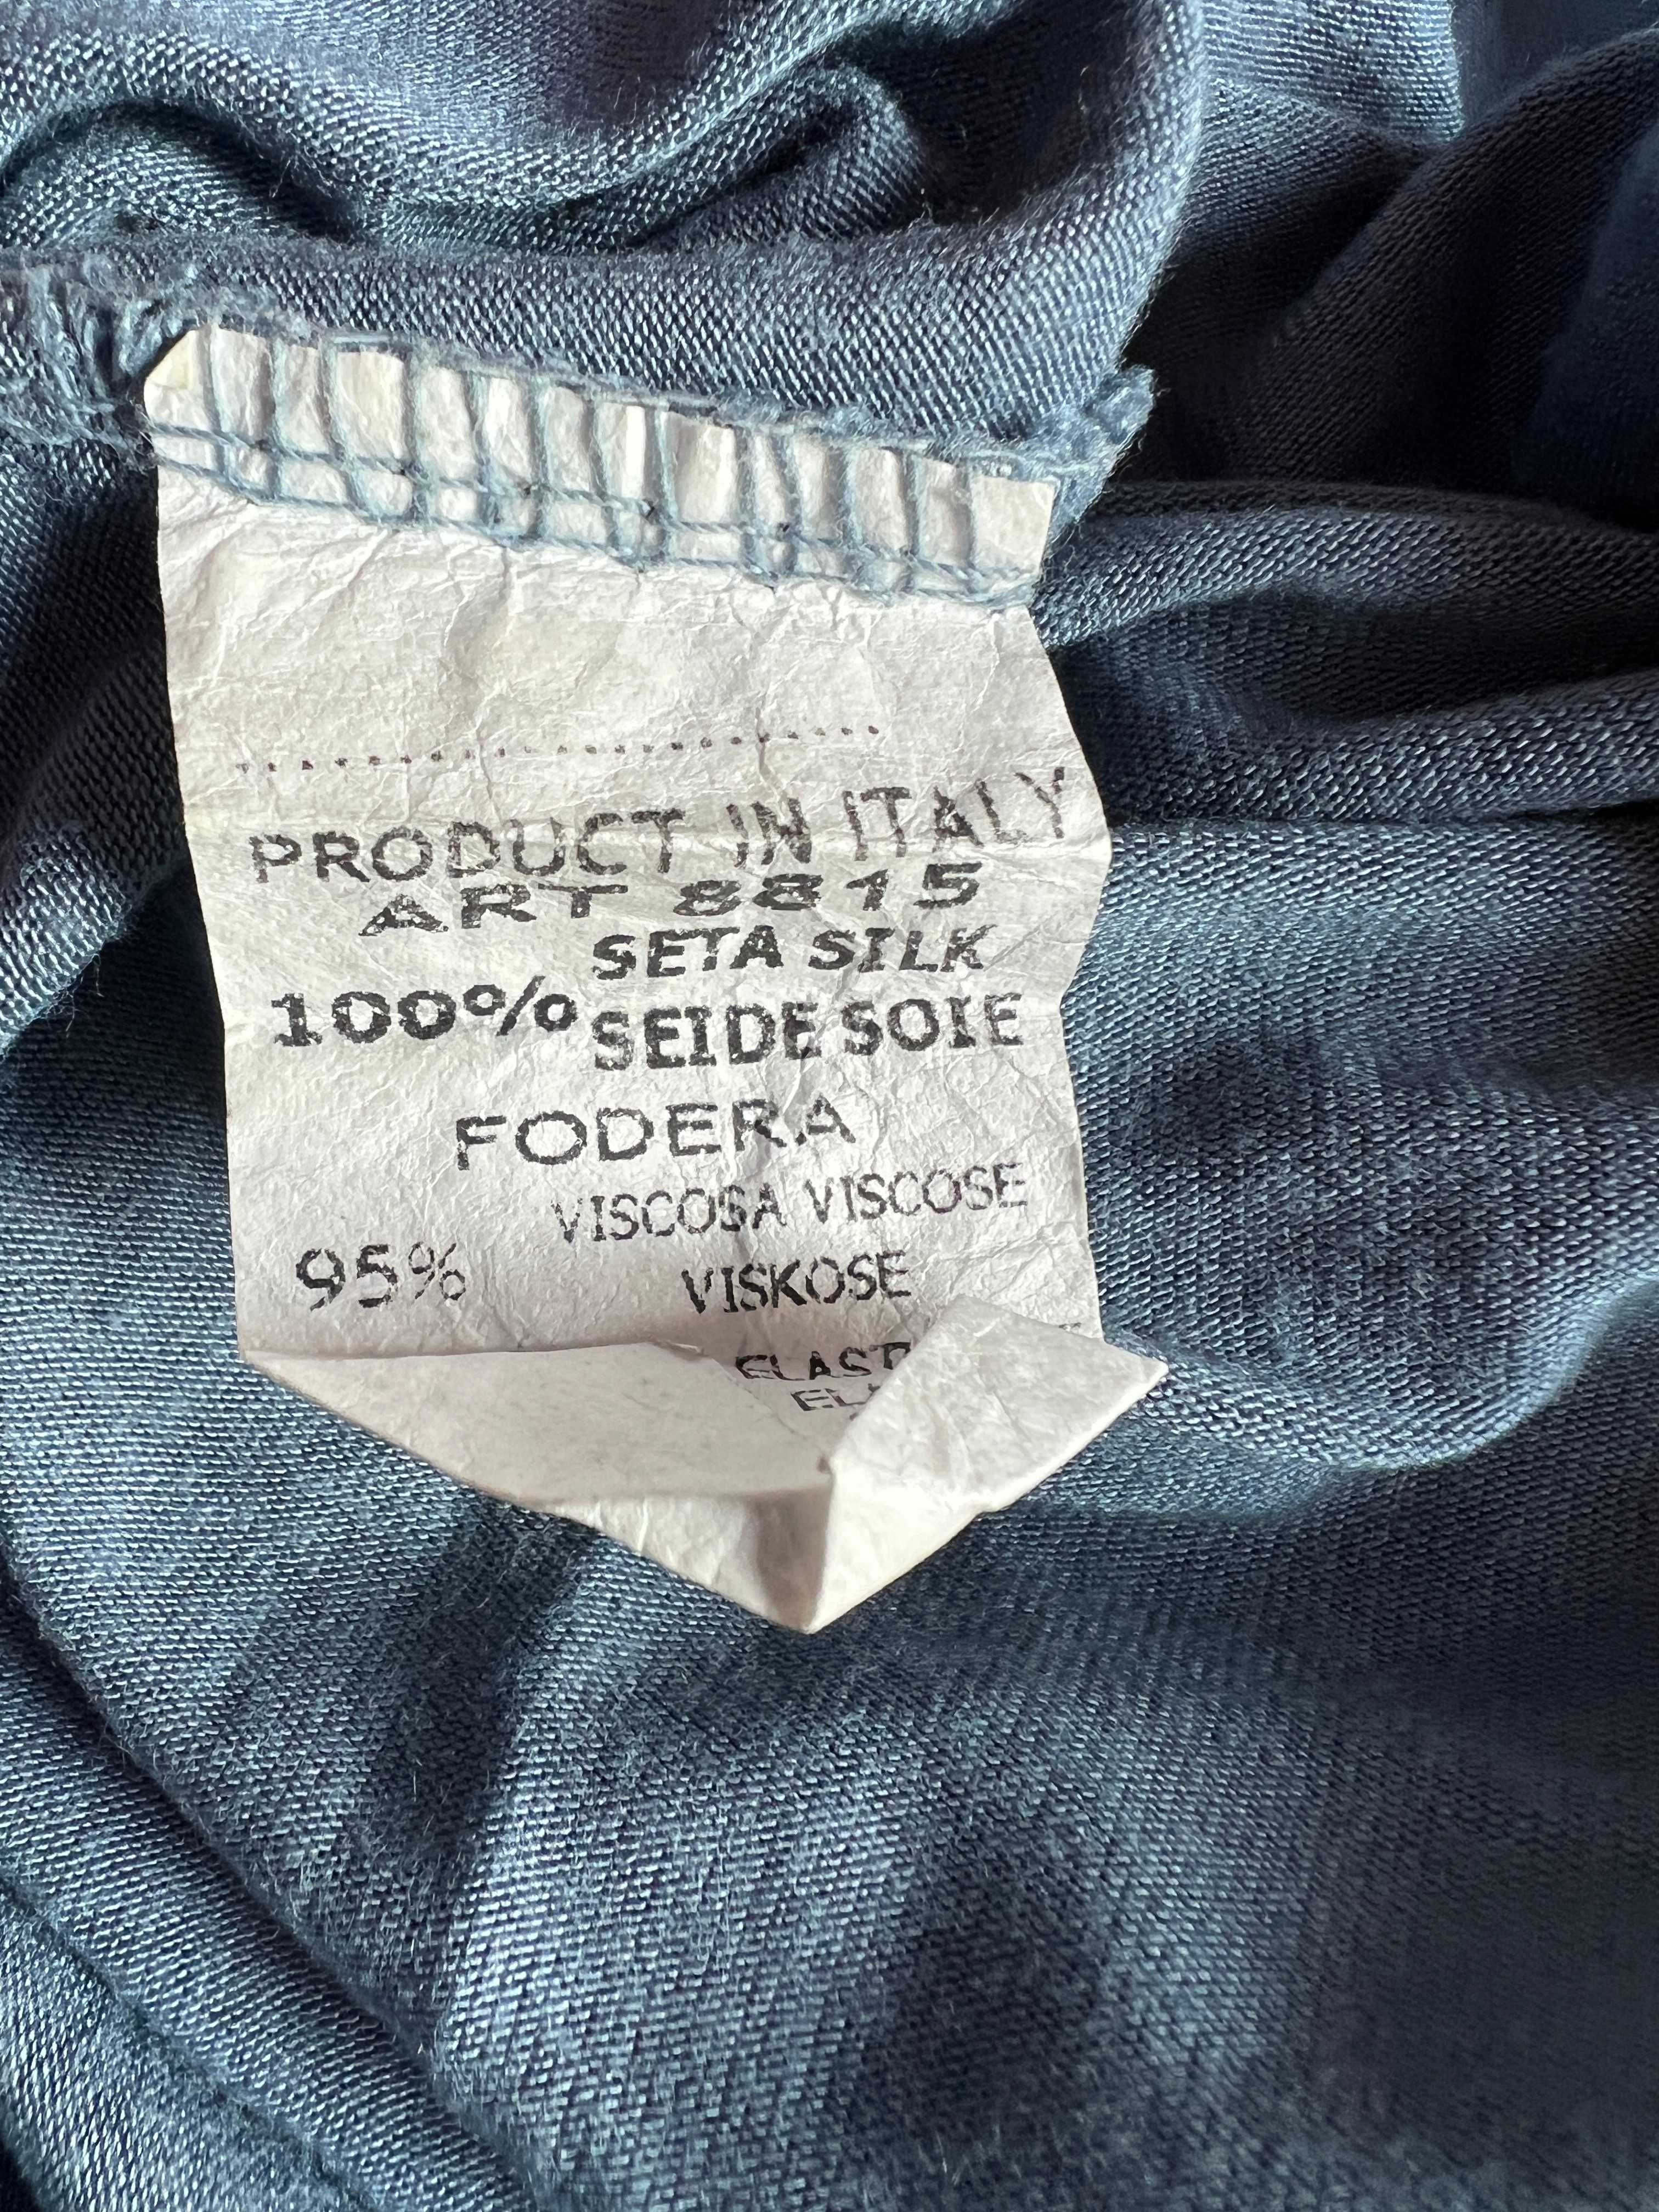 PRODUCT IN ITALY
ART 8815
SETA SILK
100% SEIDE SOIE
FODERA
VISCOSA VISCOSE
95% VISKOSE